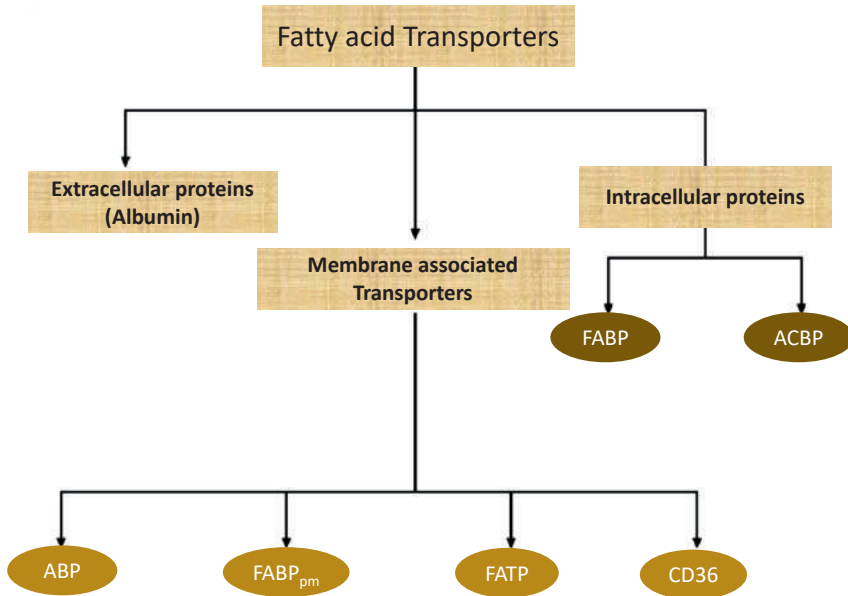 Fatty acid Transporters
Extracellular proteins
(Albumin)
Intracellular proteins
Membrane associated
Transporters
FABP
ACBP
ABP
FABPpm
FATP
CD36